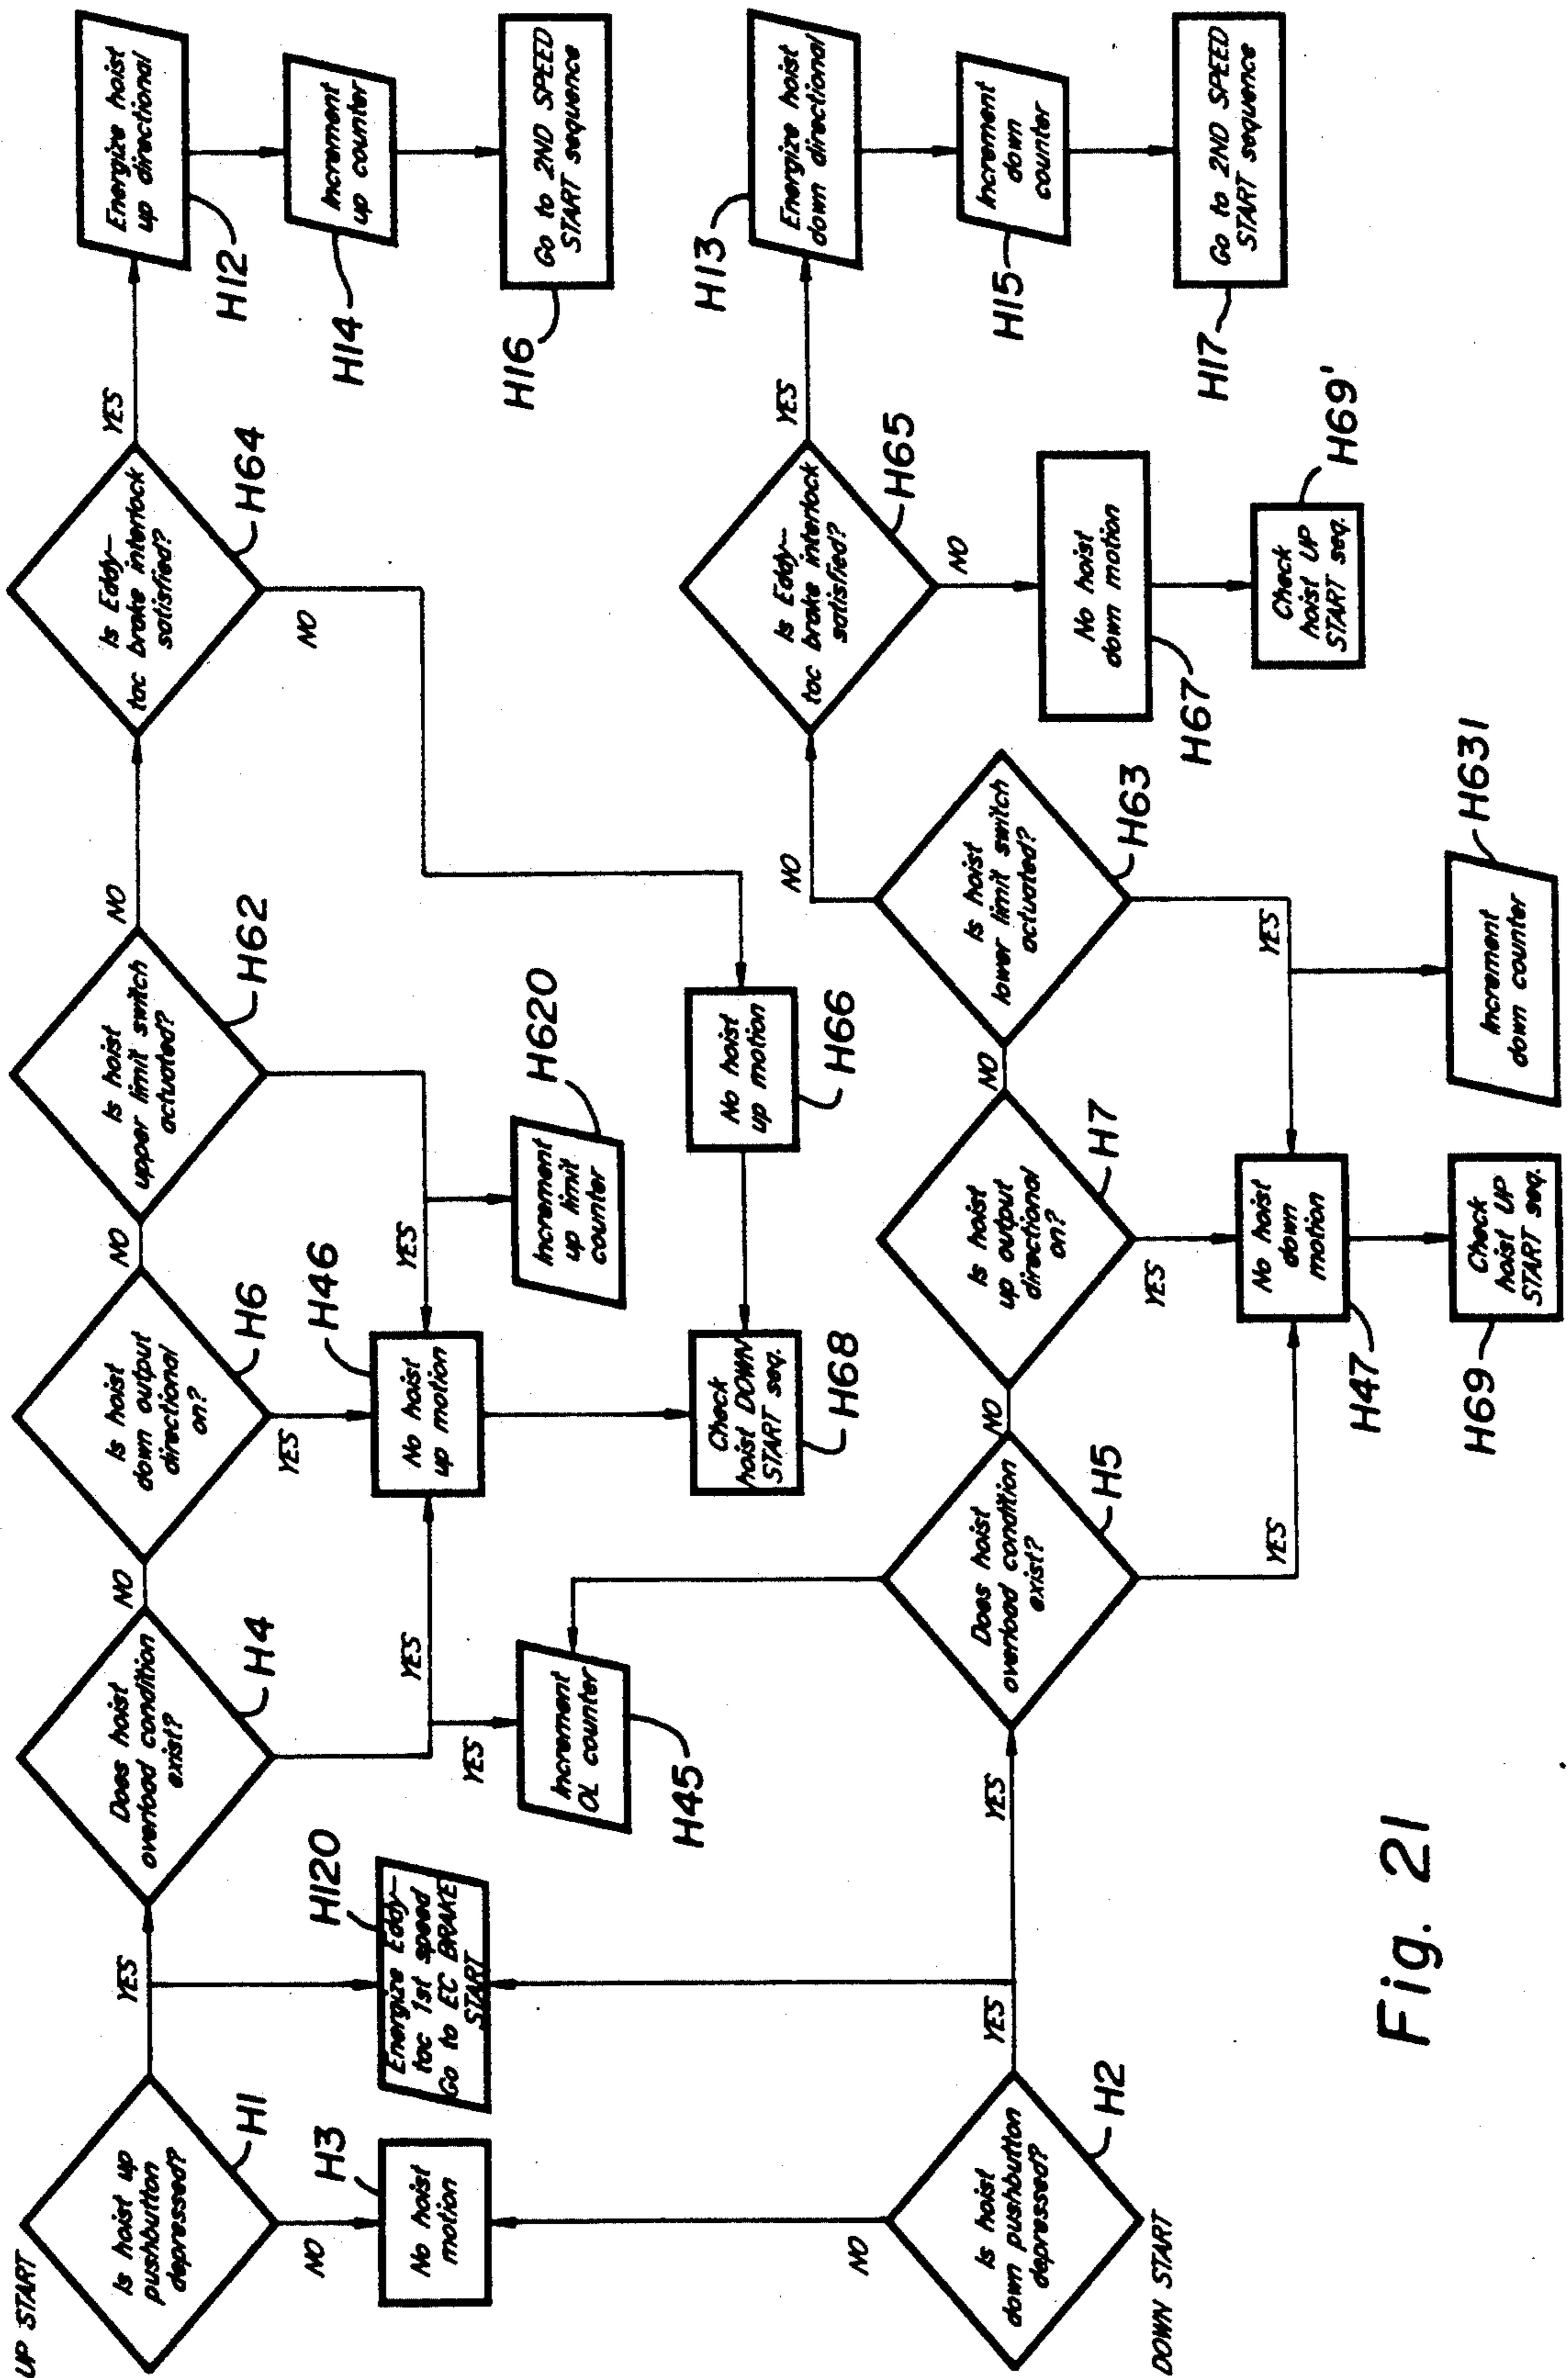 UP START
Is hoist up
pushbutton
depressed?
H1
NO
H3
No hoist
motion
YES
H120
Energize Eddy—
tac 1st speed
Go to EC BRAKE
START
Does hoist
overload condition
exist?
H4
YES
YES
Increment
OL counter
H45
NO
Is hoist
down output
directional
on?
H6
YES
H46
No hoist
up motion
Check
hoist DOWN
START seq.
H68
NO
Is hoist
upper limit switch
actuated?
H62
YES
Increment
up limit
counter
H620
NO
Is Eddy—
tac brake interlock
satisfied?
H64
NO
No hoist
up motion
H66
YES
Energize hoist
up directional
H12
Increment
up counter
H14
Go to 2ND SPEED
START sequence
H16
DOWN START
Is hoist
down pushbutton
depressed?
H2
NO
YES
YES
Does hoist
overload condition
exist?
H5
YES
NO
Is hoist
up output
directional
on?
H7
YES
No hoist
down
motion
H47
Check
hoist UP
START seq.
H69
NO
Is hoist
lower limit switch
actuated?
H63
YES
Increment
down counter
H631
NO
Is Eddy—
tac brake interlock
satisfied?
H65
NO
No hoist
down motion
H67
Check
hoist UP
START seq.
H69'
YES
Energize hoist
down directional
H13
Increment
down
counter
H15
Go to 2ND SPEED
START sequence
H17
Fig. 21